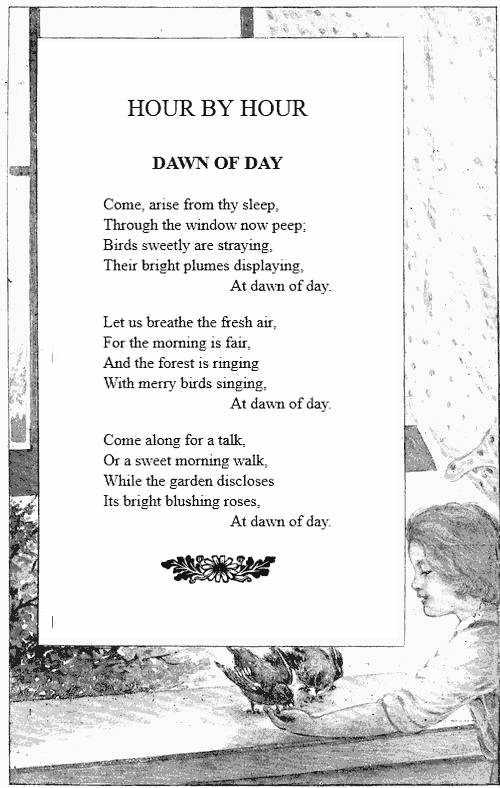 HOUR BY HOUR
DAWN OF DAY
Come, arise from thy sleep,
Through the window now peep;
Birds sweetly are straying,
Their bright plumes displaying,
At dawn of day.
Let us breathe the fresh air,
For the morning is fair,
And the forest is ringing
With merry birds singing,
At dawn of day.
Come along for a talk,
Or a sweet morning walk,
While the garden discloses
Its bright blushing roses,
At dawn of day.